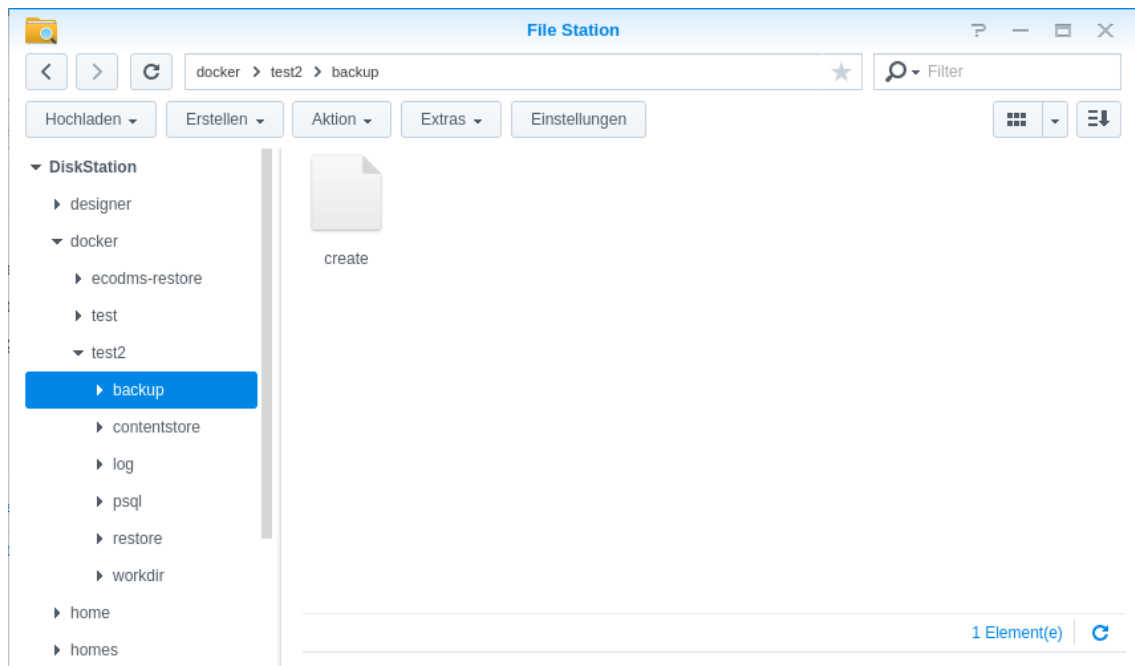 File Station
docker > test2 > backup
Filter
Hochladen
Erstellen
Aktion
Extras
Einstellungen
DiskStation
designer
docker
ecodms-restore
test
test2
backup
contentstore
log
psql
restore
workdir
home
homes
create
1 Element(e)